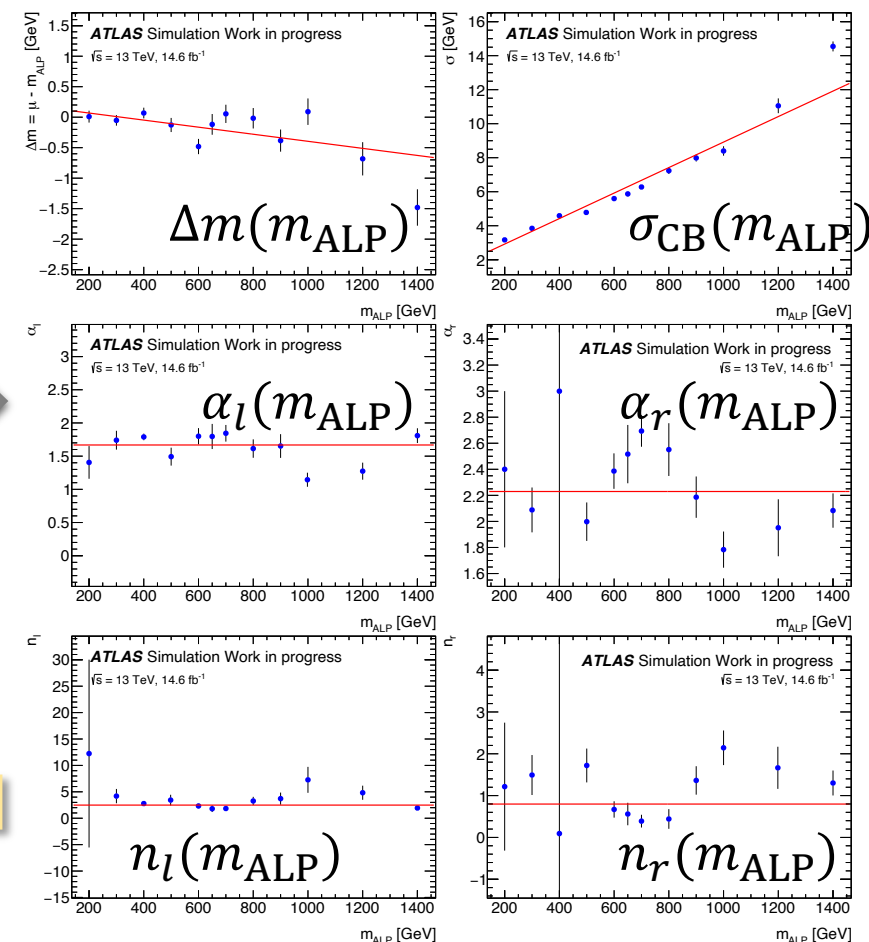 Δm = μ - m_ALP [GeV]
1.5
1
0.5
0
−0.5
−1
−1.5
−2
−2.5
ATLAS Simulation Work in progress
√s = 13 TeV, 14.6 fb⁻¹
Δm(m_ALP)
200 400 600 800 1000 1200 1400
m_ALP [GeV]
σ [GeV]
16
14
12
10
8
6
4
2
ATLAS Simulation Work in progress
√s = 13 TeV, 14.6 fb⁻¹
σ_CB(m_ALP)
200 400 600 800 1000 1200 1400
m_ALP [GeV]
α_l
3
2.5
2
1.5
1
0.5
0
ATLAS Simulation Work in progress
√s = 13 TeV, 14.6 fb⁻¹
α_l(m_ALP)
200 400 600 800 1000 1200 1400
m_ALP [GeV]
α_r
3.4
3.2
3
2.8
2.6
2.4
2.2
2
1.8
1.6
ATLAS Simulation Work in progress
√s = 13 TeV, 14.6 fb⁻¹
α_r(m_ALP)
200 400 600 800 1000 1200 1400
m_ALP [GeV]
n_l
30
25
20
15
10
5
0
−5
−10
−15
ATLAS Simulation Work in progress
√s = 13 TeV, 14.6 fb⁻¹
n_l(m_ALP)
200 400 600 800 1000 1200 1400
m_ALP [GeV]
n_r
4
3
2
1
0
−1
ATLAS Simulation Work in progress
√s = 13 TeV, 14.6 fb⁻¹
n_r(m_ALP)
200 400 600 800 1000 1200 1400
m_ALP [GeV]